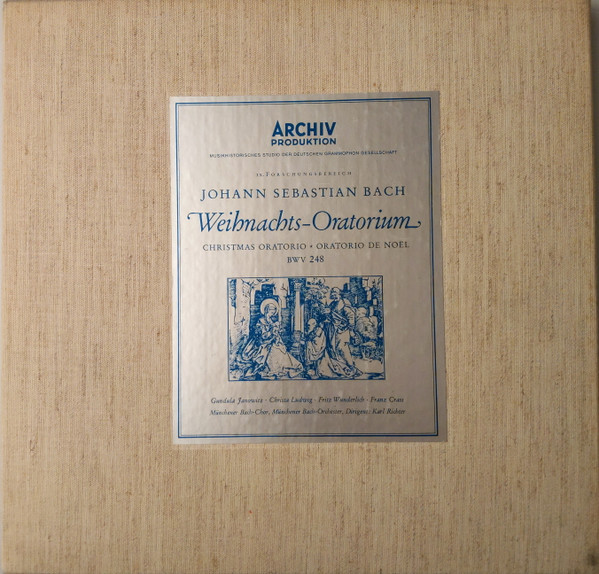 ARCHIV
PRODUKTION
MUSIKHISTORISCHES STUDIO DER DEUTSCHEN GRAMMOPHON GESELLSCHAFT
FORSCHUNGSBEREICH
JOHANN SEBASTIAN BACH
Weihnachts-Oratorium
CHRISTMAS ORATORIO • ORATORIO DE NOËL
BWV 248
Gundula Janowitz · Christa Ludwig · Fritz Wunderlich · Franz Crass
Münchener Bach-Chor, Münchener Bach-Orchester, Dirigent: Karl Richter